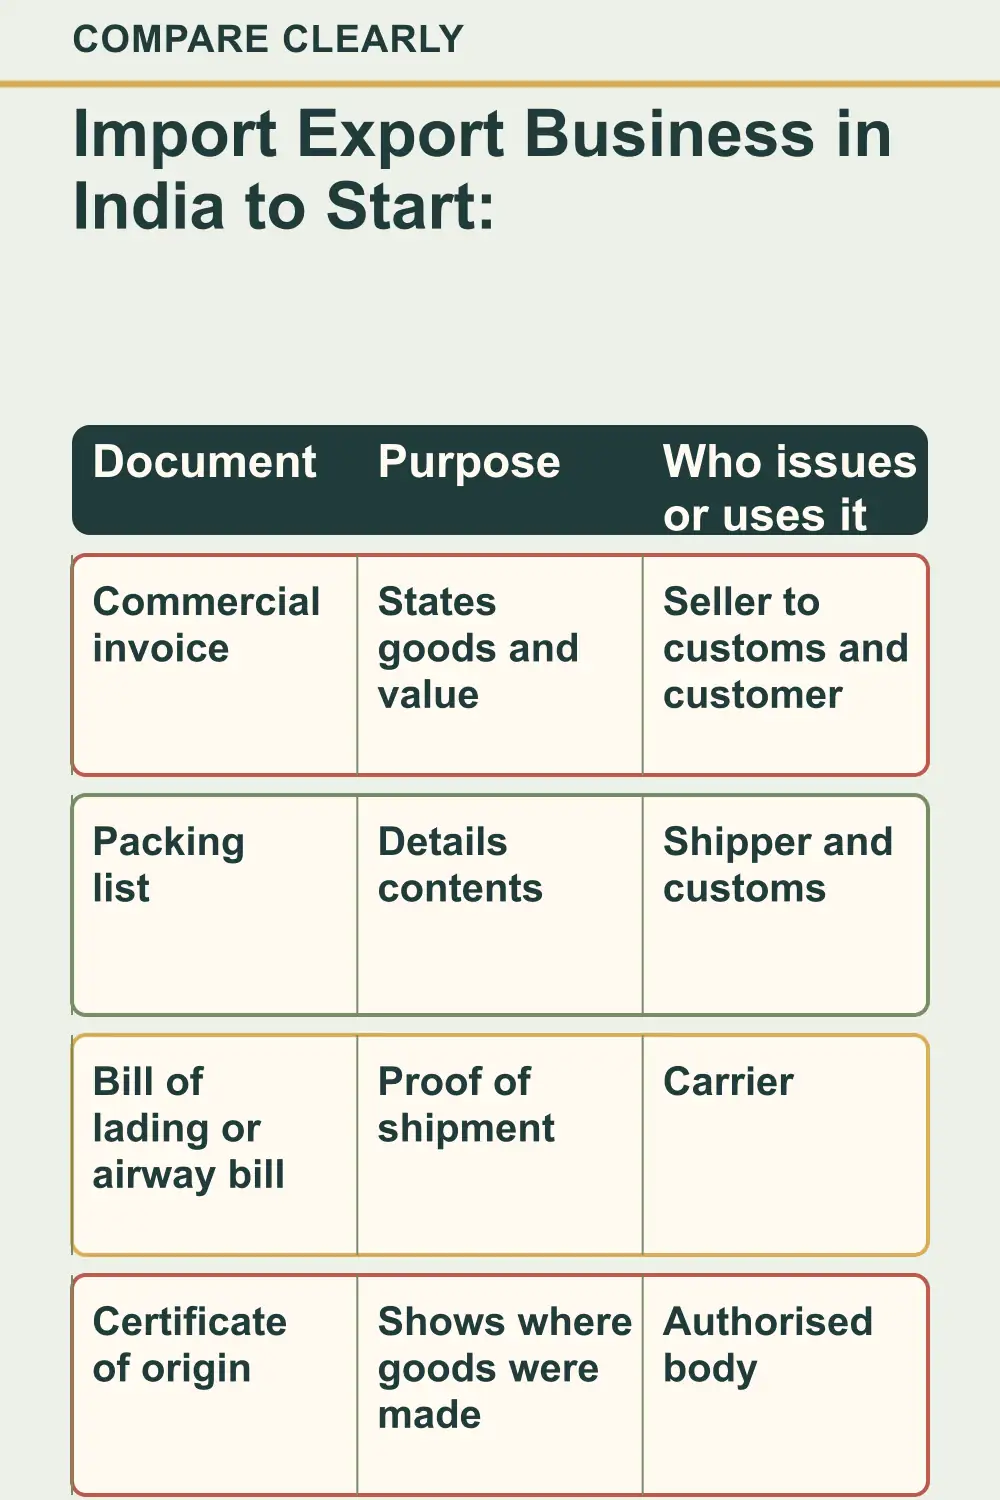 COMPARE CLEARLY
Import Export Business in
India to Start:
Document
Purpose
Who issues
or uses it
Commercial
invoice
States
goods and
value
Seller to
customs and
customer
Packing
list
Details
contents
Shipper and
customs
Bill of
lading or
airway bill
Proof of
shipment
Carrier
Certificate
of origin
Shows where
goods were
made
Authorised
body